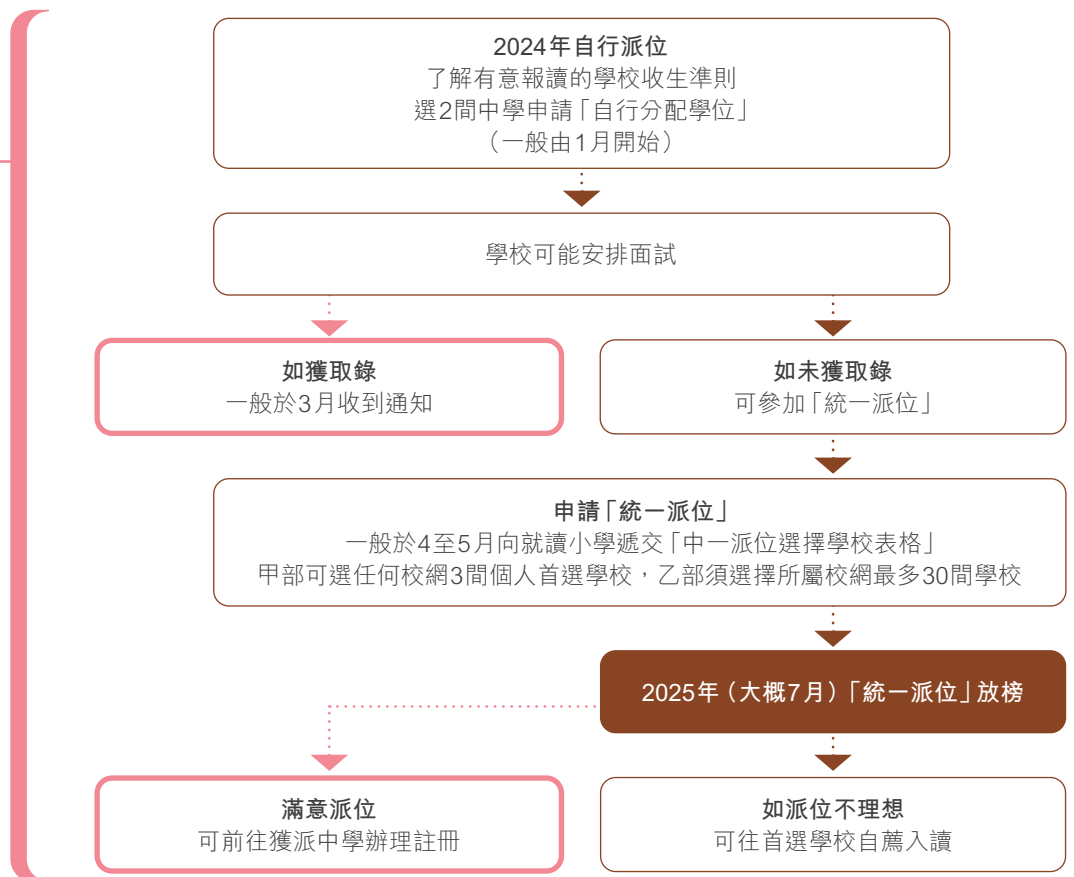 2024年自行派位
了解有意報讀的學校收生準則
選2間中學申請「自行分配學位」
（一般由1月開始）
學校可能安排面試
如獲取錄
一般於3月收到通知
如未獲取錄
可參加「統一派位」
申請「統一派位」
一般於4至5月向就讀小學遞交「中一派位選擇學校表格」
甲部可選任何校網3間個人首選學校，乙部須選擇所屬校網最多30間學校
2025年（大概7月）「統一派位」放榜
滿意派位
可前往獲派中學辦理註冊
如派位不理想
可往首選學校自薦入讀